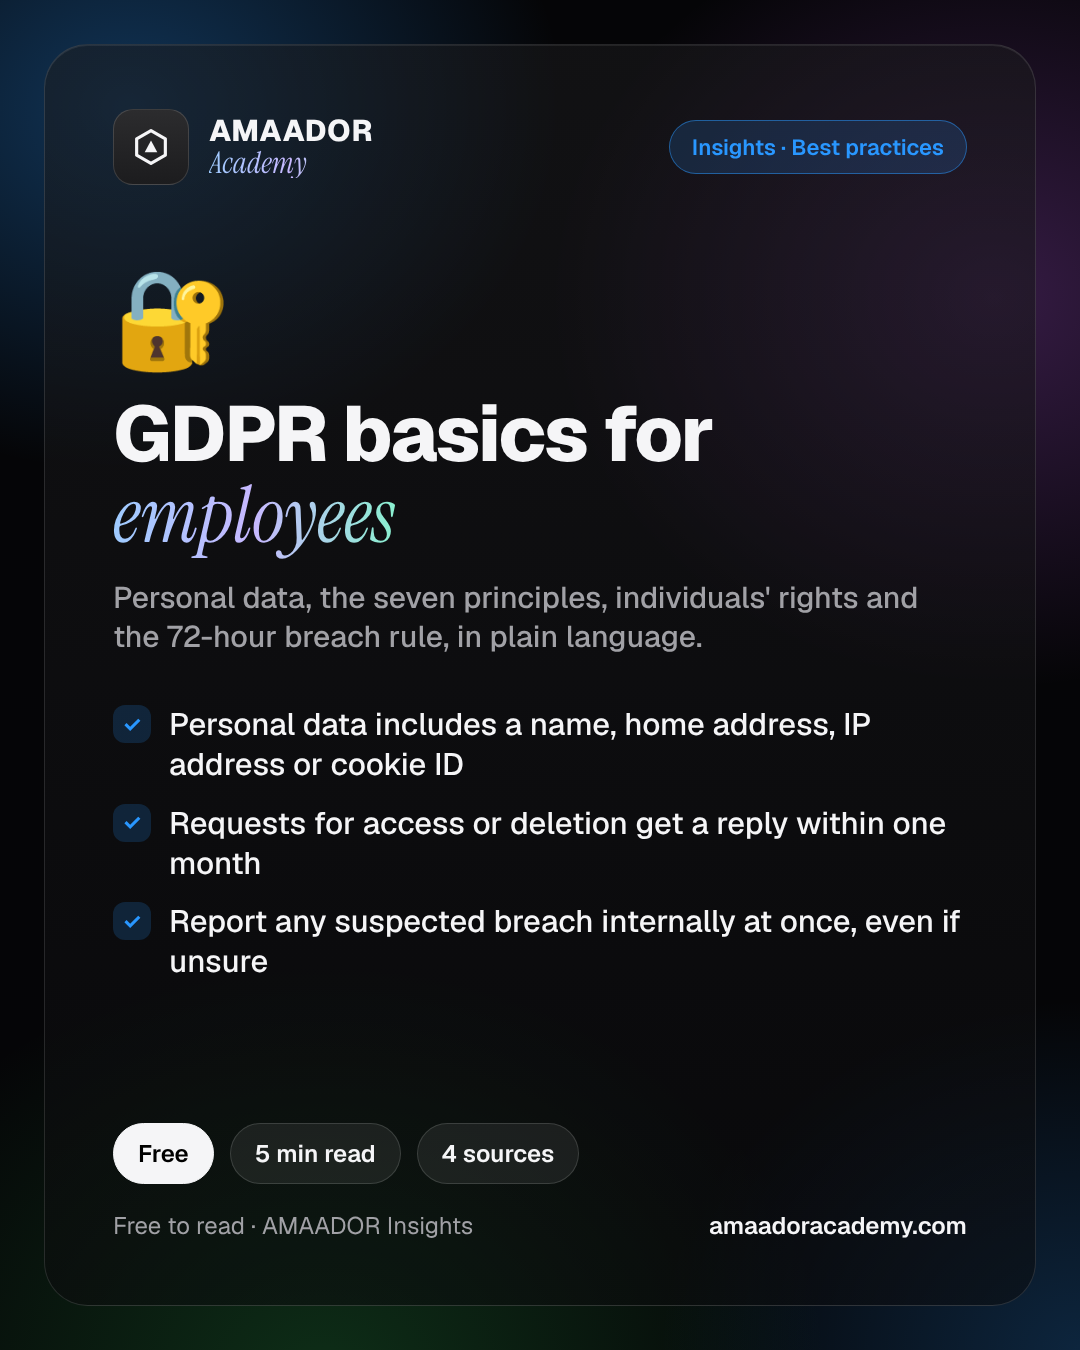 AMAADOR
Academy
Insights · Best practices
GDPR basics for
employees
Personal data, the seven principles, individuals' rights and
the 72-hour breach rule, in plain language.
Personal data includes a name, home address, IP
address or cookie ID
Requests for access or deletion get a reply within one
month
Report any suspected breach internally at once, even if
unsure
Free
5 min read
4 sources
Free to read · AMAADOR Insights
amaadoracademy.com